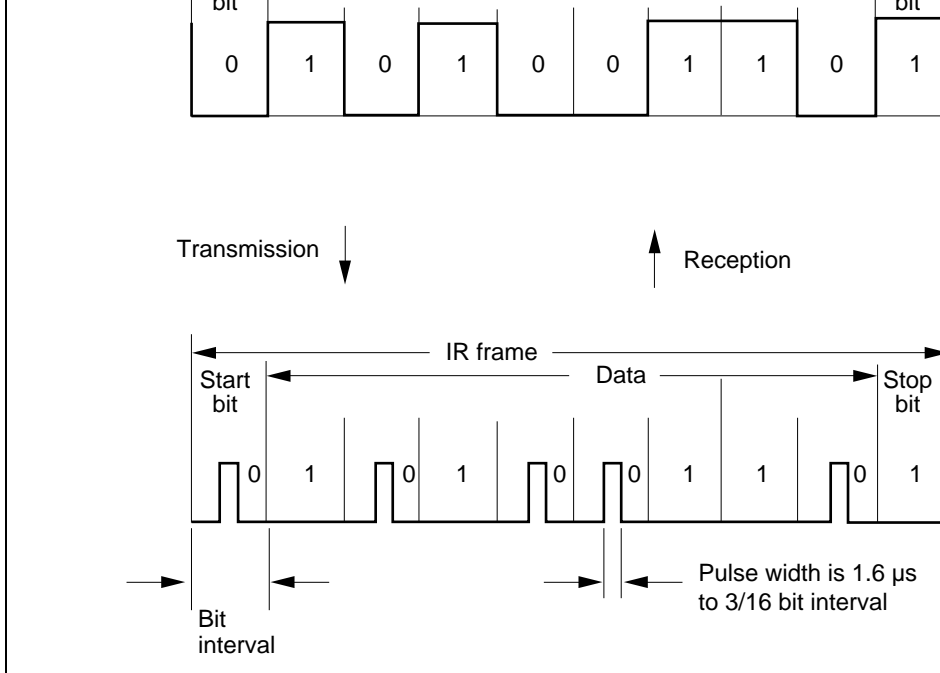 bit bit
0 1 0 1 0 0 1 1 0 1
Transmission
Reception
IR frame
Data
Start
bit
Stop
bit
0 1 0 1 0 0 1 1 0 1
Pulse width is 1.6 µs
to 3/16 bit interval
Bit
interval